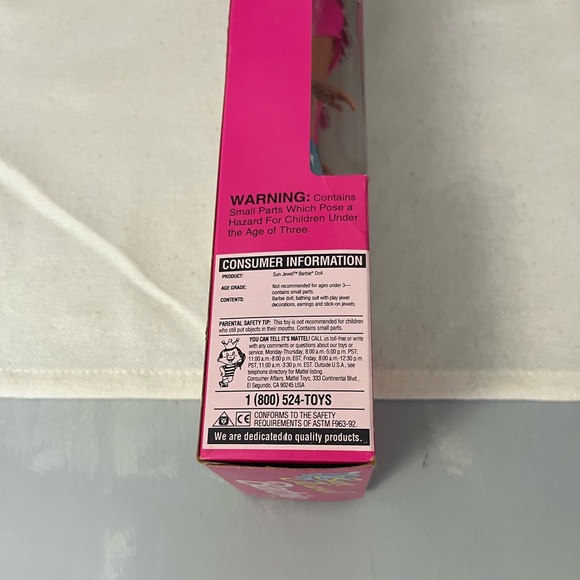 WARNING: Contains
Small Parts Which Pose a
Hazard For Children Under
the Age of Three.
CONSUMER INFORMATION
PRODUCT: Sun Jewel™ Barbie® Doll
AGE GRADE: Not recommended for ages under 3—
contains small parts.
CONTENTS: Barbie doll, bathing suit with play jewel
decorations, earrings and stick-on jewels.
PARENTAL SAFETY TIP: This toy is not recommended for children
who still put objects in their mouths. Contains small parts.
YOU CAN TELL IT'S MATTEL! CALL us toll-free or write
with any comments or questions about our toys or
service. Monday-Thursday, 8:00 a.m.-5:00 p.m. PST,
11:00 a.m.-8:00 p.m. EST, Friday, 8:00 a.m.-12:30 p.m.
PST, 11:00 a.m.-3:30 p.m. EST. Outside U.S.A., see
telephone directory for Mattel listing.
Consumer Affairs, Mattel Toys, 333 Continental Blvd.,
El Segundo, CA 90245 USA
1 (800) 524-TOYS
CE CONFORMS TO THE SAFETY
REQUIREMENTS OF ASTM F963-92.
We are dedicated to quality products.